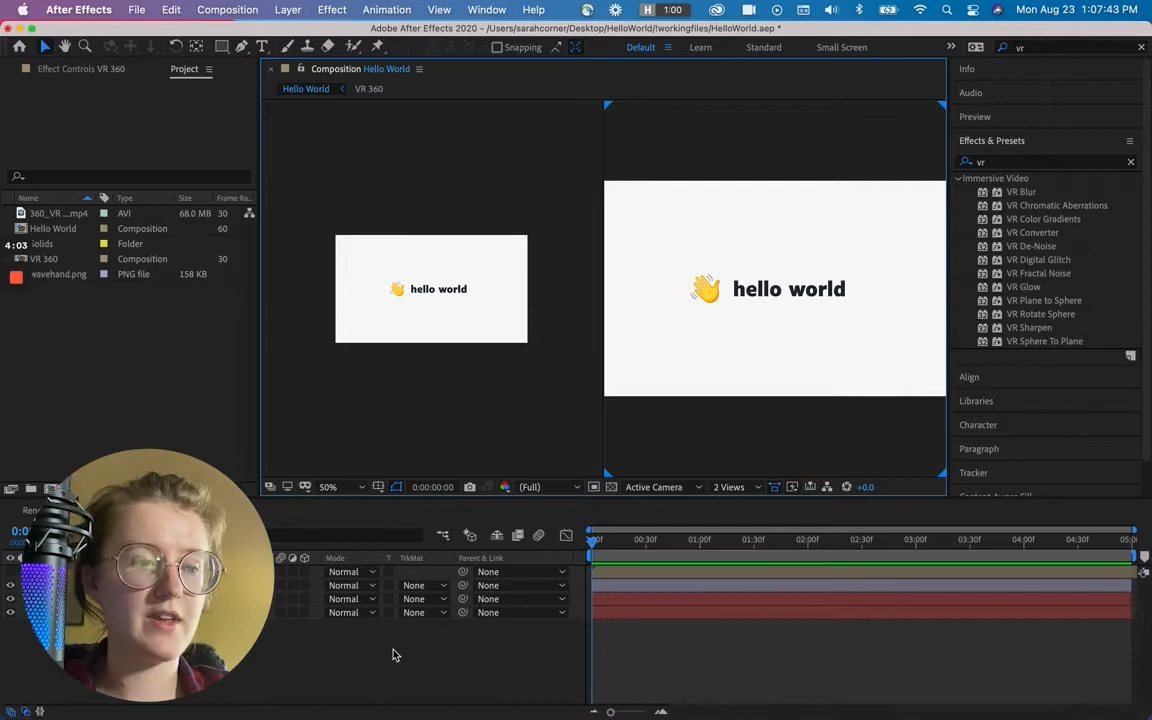 After Effects File Edit Composition Layer Effect Animation View Window Help H 1:00 Mon Aug 23 1:07:43 PM
Adobe After Effects 2020 - /Users/sarahcorner/Desktop/HelloWorld/!workingfiles/HelloWorld.aep *
Snapping Default Learn Standard Small Screen vr
Effect Controls VR 360 Project
Composition Hello World
Hello World VR 360
Name Type Size Frame Ra..
360_VR ...mp4 AVI 68.0 MB 30
Hello World Composition 60
Solids Folder
4:03
VR 360 Composition 30
wavehand.png PNG file 158 KB
hello world
hello world
50% 0:00:00:00 (Full) Active Camera 2 Views +0.0
Info
Audio
Preview
Effects & Presets
vr
Immersive Video
VR Blur
VR Chromatic Aberrations
VR Color Gradients
VR Converter
VR De-Noise
VR Digital Glitch
VR Fractal Noise
VR Glow
VR Plane to Sphere
VR Rotate Sphere
VR Sharpen
VR Sphere To Plane
Align
Libraries
Character
Paragraph
Tracker
00:30f 01:00f 01:30f 02:00f 02:30f 03:00f 03:30f 04:00f 04:30f
Mode T TrkMat Parent & Link
Normal None
Normal None None
Normal None None
Normal None None